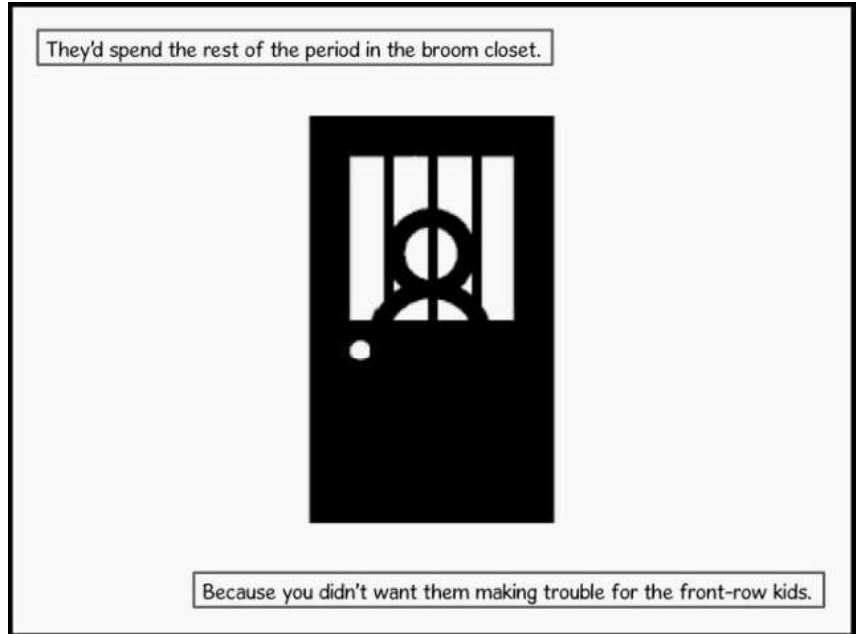 They'd spend the rest of the period in the broom closet.
Because you didn't want them making trouble for the front-row kids.